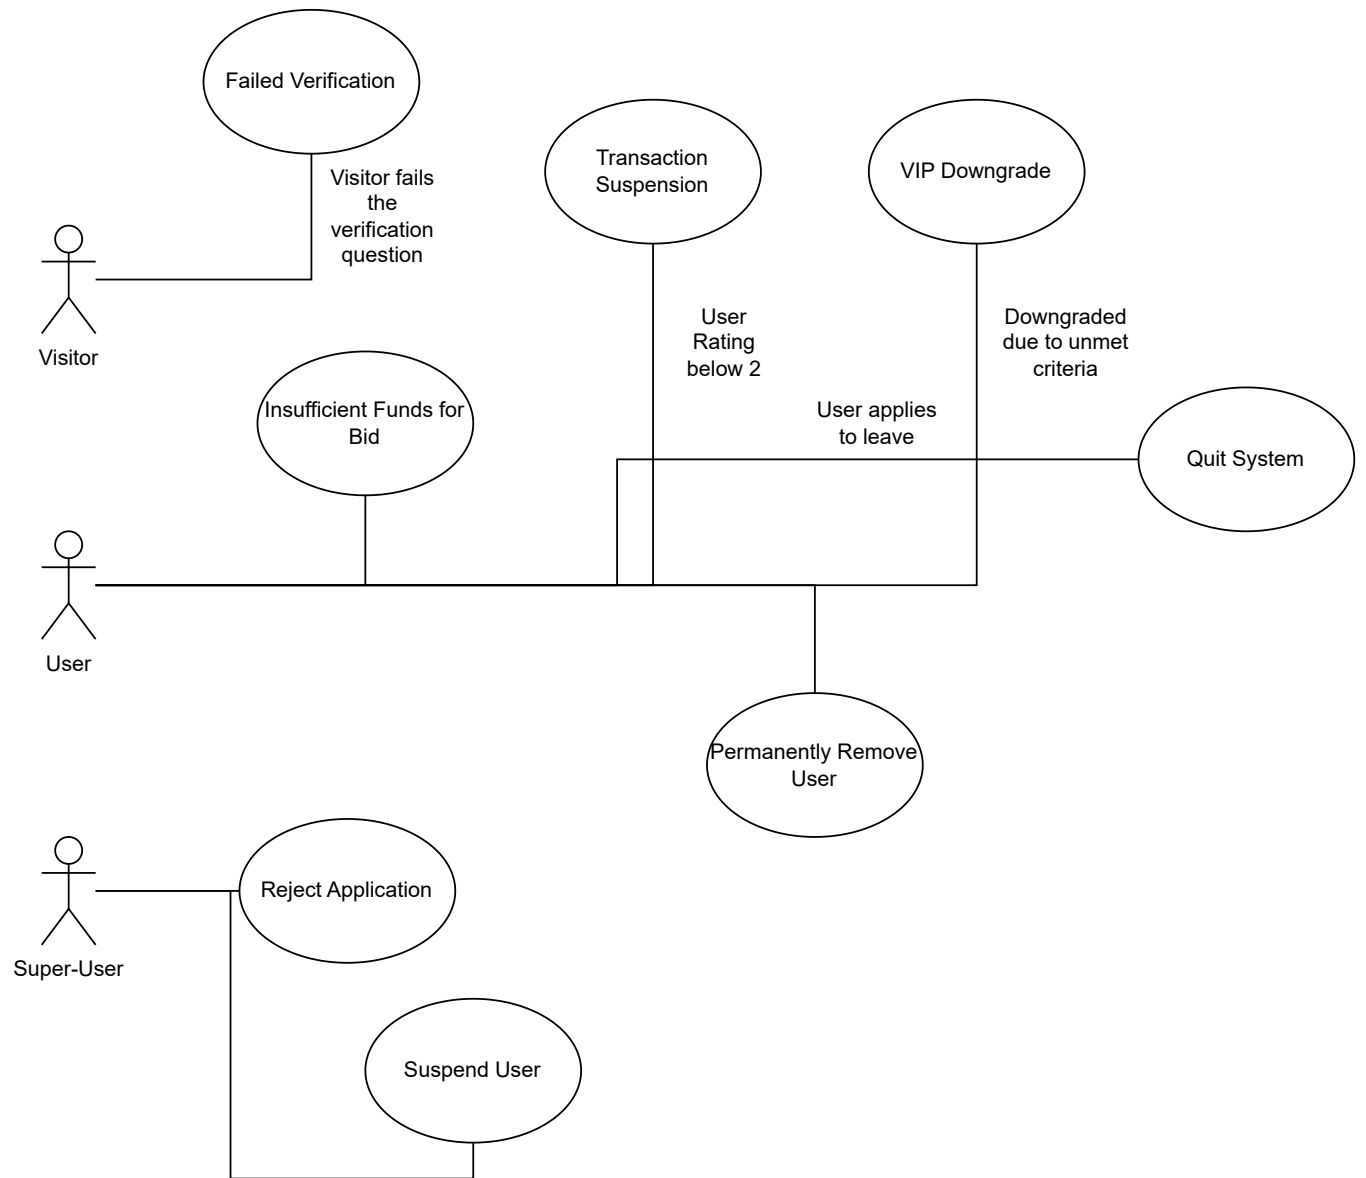 Failed Verification
Visitor fails
the
verification
question
Visitor
Transaction
Suspension
VIP Downgrade
User
Rating
below 2
Downgraded
due to unmet
criteria
Insufficient Funds for
Bid
User applies
to leave
Quit System
User
Permanently Remove
User
Reject Application
Super-User
Suspend User